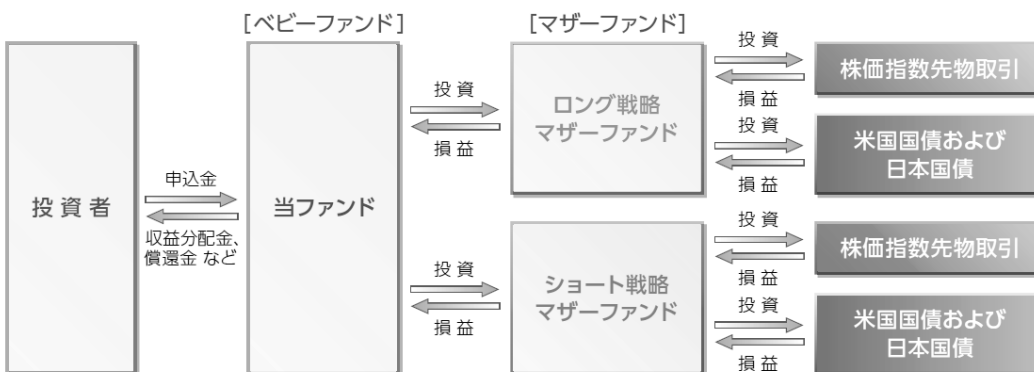 [ベビーファンド]
[マザーファンド]
投資者
申込金
収益分配金、
償還金 など
当ファンド
投資
損益
ロング戦略
マザーファンド
投資
損益
株価指数先物取引
投資
損益
米国国債および
日本国債
投資
損益
ショート戦略
マザーファンド
投資
損益
株価指数先物取引
投資
損益
米国国債および
日本国債